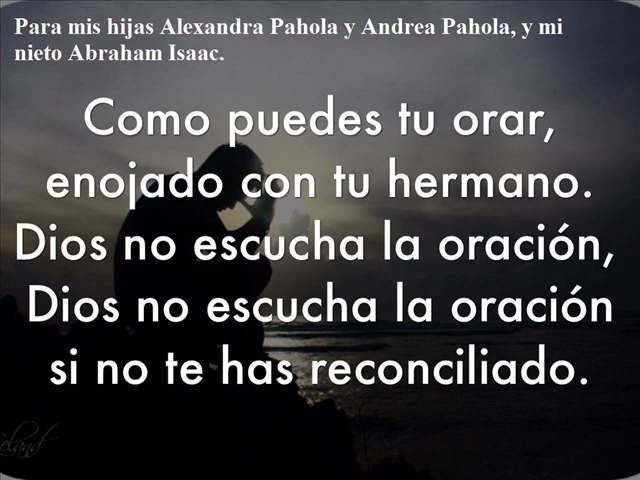 Para mis hijas Alexandra Pahola y Andrea Pahola, y mi
nieto Abraham Isaac.
Como puedes tu orar,
enojado con tu hermano.
Dios no escucha la oración,
Dios no escucha la oración
si no te has reconciliado.